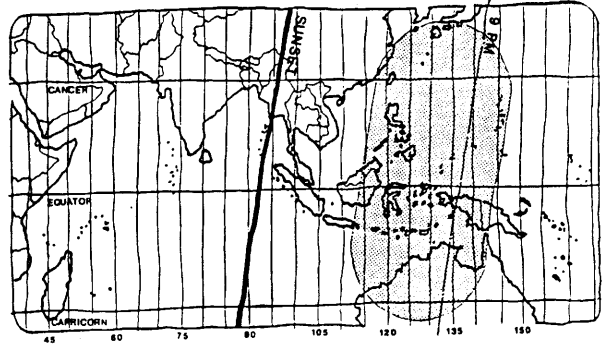 SUNSET
9 PM
CANCER
EQUATOR
CAPRICORN
45 60 75 90 105 120 135 150